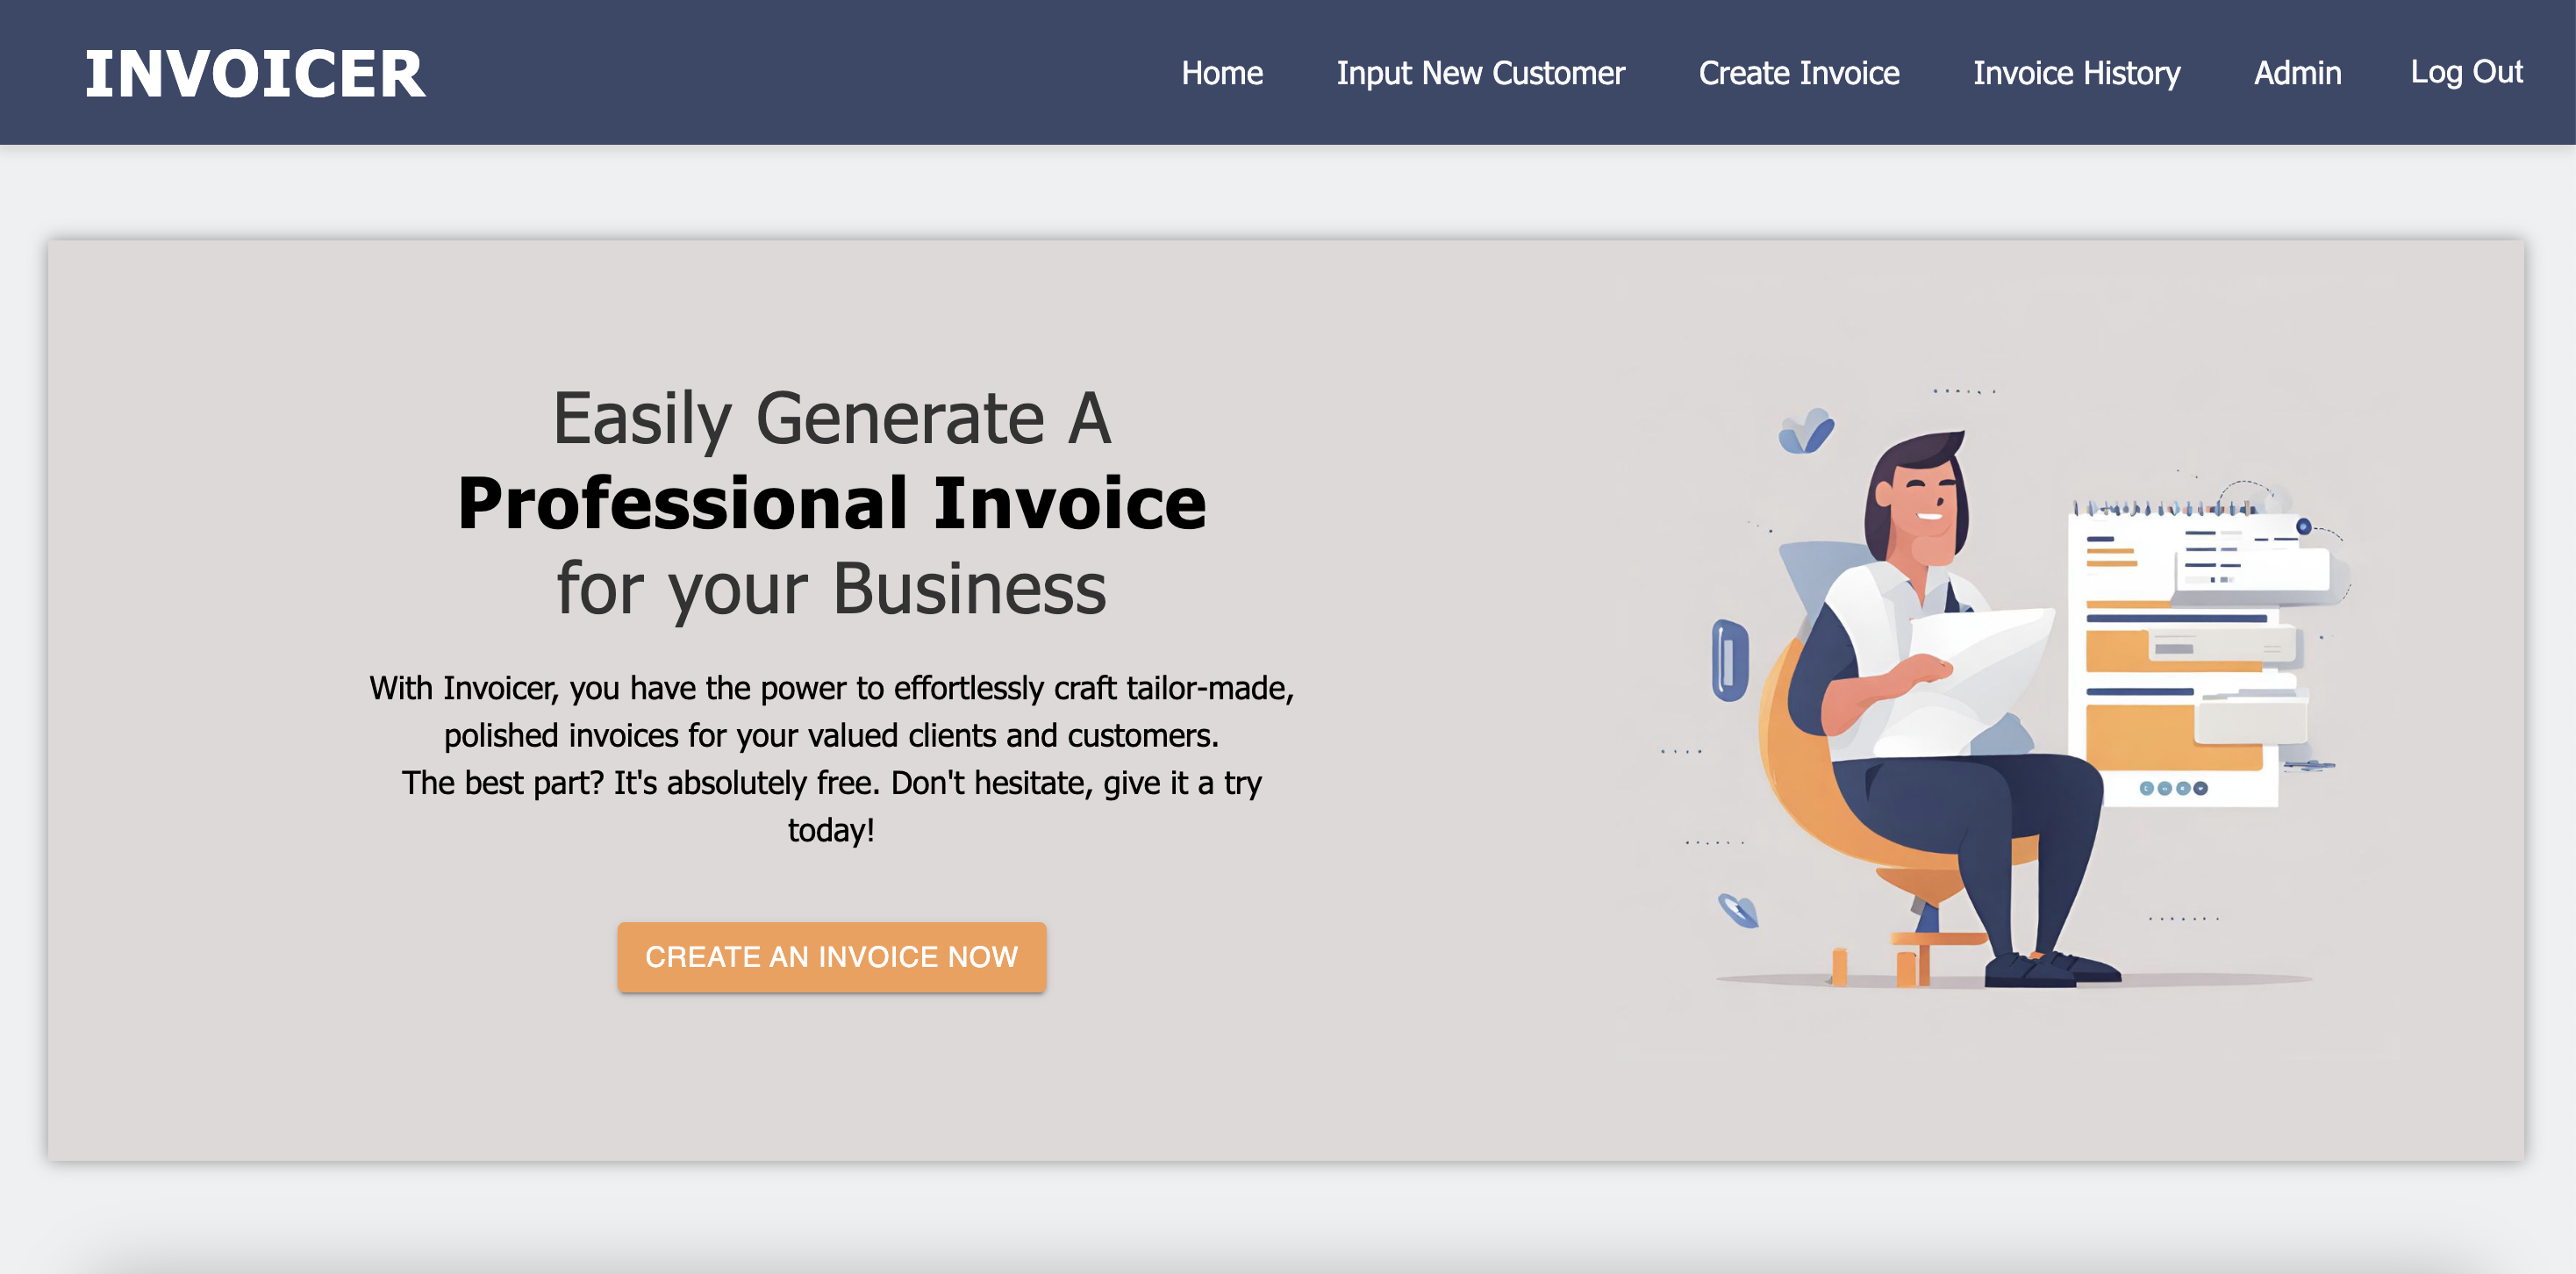 INVOICER
Home Input New Customer Create Invoice Invoice History Admin Log Out
Easily Generate A
Professional Invoice
for your Business
With Invoicer, you have the power to effortlessly craft tailor-made,
polished invoices for your valued clients and customers.
The best part? It's absolutely free. Don't hesitate, give it a try
today!
CREATE AN INVOICE NOW